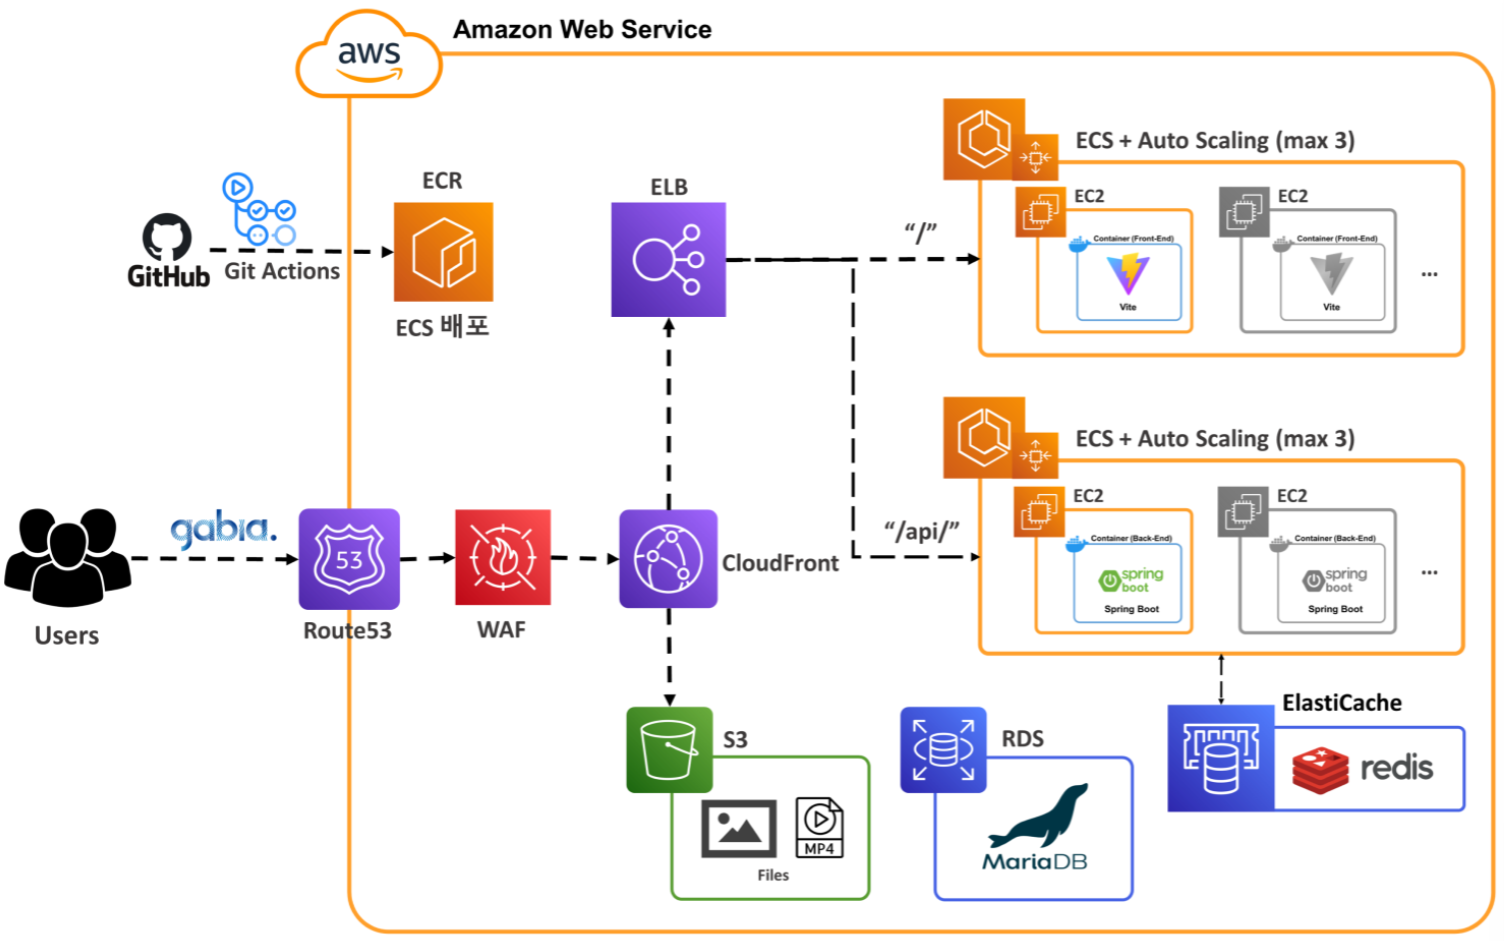 Amazon Web Service
aws
ECS + Auto Scaling (max 3)
ECR
ELB
EC2
EC2
“/”
Container (Front-End)
Container (Front-End)
GitHub
Git Actions
...
Vite
Vite
ECS 배포
ECS + Auto Scaling (max 3)
EC2
EC2
gabia.
“/api/”
Container (Back-End)
Container (Back-End)
53
CloudFront
spring
boot
spring
boot
...
Spring Boot
Spring Boot
Users
Route53
WAF
ElastiCache
S3
RDS
redis
MP4
MariaDB
Files